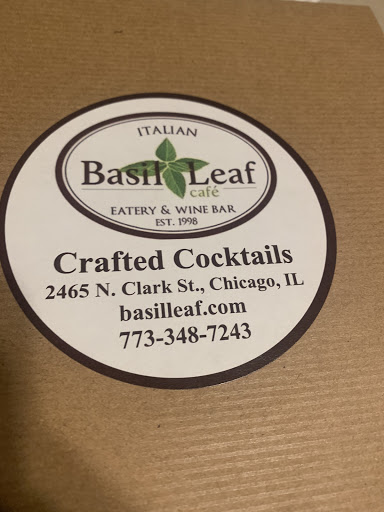 ITALIAN
Basil Leaf
café
EATERY & WINE BAR
EST. 1998
Crafted Cocktails
2465 N. Clark St., Chicago, IL
basilleaf.com
773-348-7243